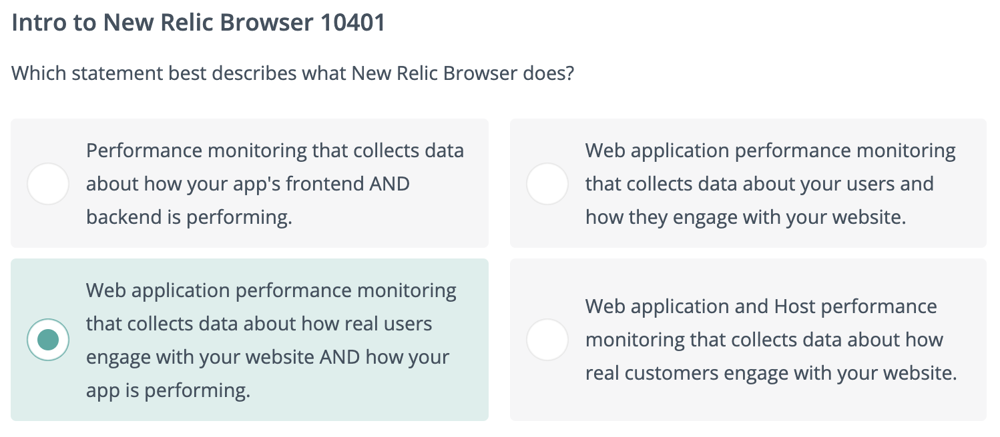 Intro to New Relic Browser 10401
Which statement best describes what New Relic Browser does?
Performance monitoring that collects data
about how your app's frontend AND
backend is performing.
Web application performance monitoring
that collects data about your users and
how they engage with your website.
Web application performance monitoring
that collects data about how real users
engage with your website AND how your
app is performing.
Web application and Host performance
monitoring that collects data about how
real customers engage with your website.